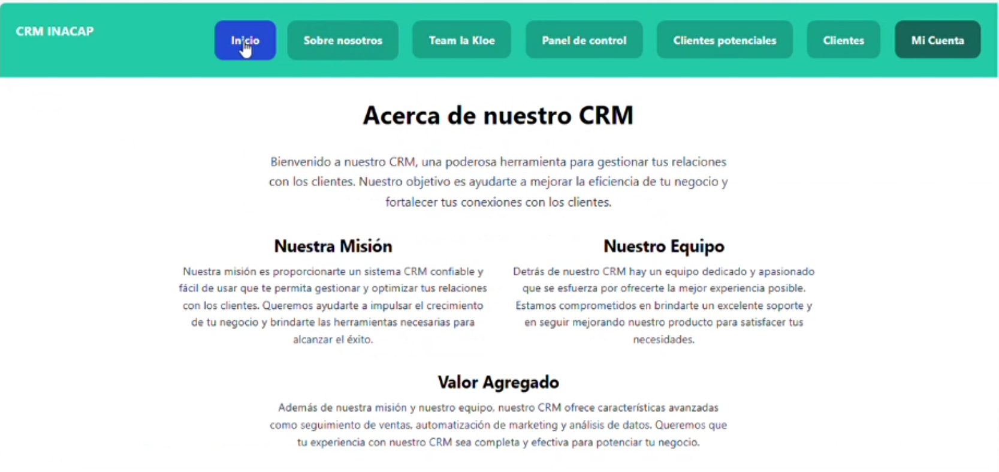 CRM INACAP
Inicio
Sobre nosotros
Team la Kloe
Panel de control
Clientes potenciales
Clientes
Mi Cuenta
Acerca de nuestro CRM
Bienvenido a nuestro CRM, una poderosa herramienta para gestionar tus relaciones
con los clientes. Nuestro objetivo es ayudarte a mejorar la eficiencia de tu negocio y
fortalecer tus conexiones con los clientes.
Nuestra Misión
Nuestra misión es proporcionarte un sistema CRM confiable y
fácil de usar que te permita gestionar y optimizar tus relaciones
con los clientes. Queremos ayudarte a impulsar el crecimiento
de tu negocio y brindarte las herramientas necesarias para
alcanzar el éxito.
Nuestro Equipo
Detrás de nuestro CRM hay un equipo dedicado y apasionado
que se esfuerza por ofrecerte la mejor experiencia posible.
Estamos comprometidos en brindarte un excelente soporte y
en seguir mejorando nuestro producto para satisfacer tus
necesidades.
Valor Agregado
Además de nuestra misión y nuestro equipo, nuestro CRM ofrece características avanzadas
como seguimiento de ventas, automatización de marketing y análisis de datos. Queremos que
tu experiencia con nuestro CRM sea completa y efectiva para potenciar tu negocio.